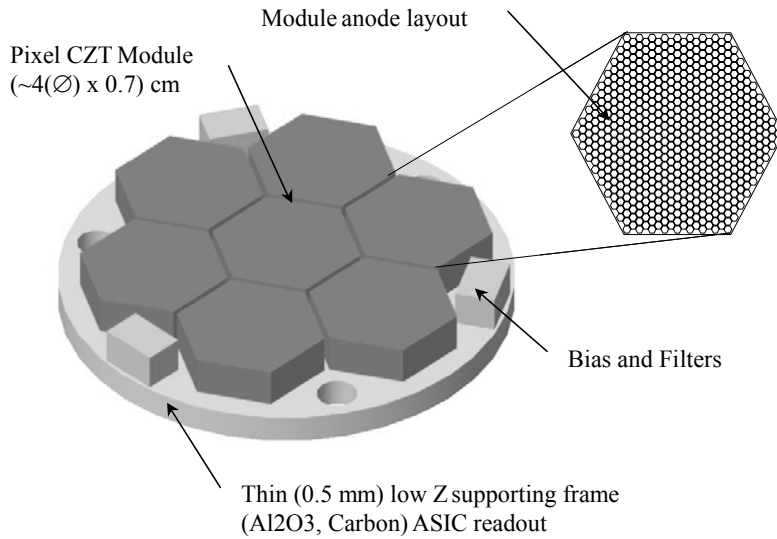 Module anode layout
Pixel CZT Module
(~4(∅) x 0.7) cm
Bias and Filters
Thin (0.5 mm) low Z supporting frame
(Al2O3, Carbon) ASIC readout